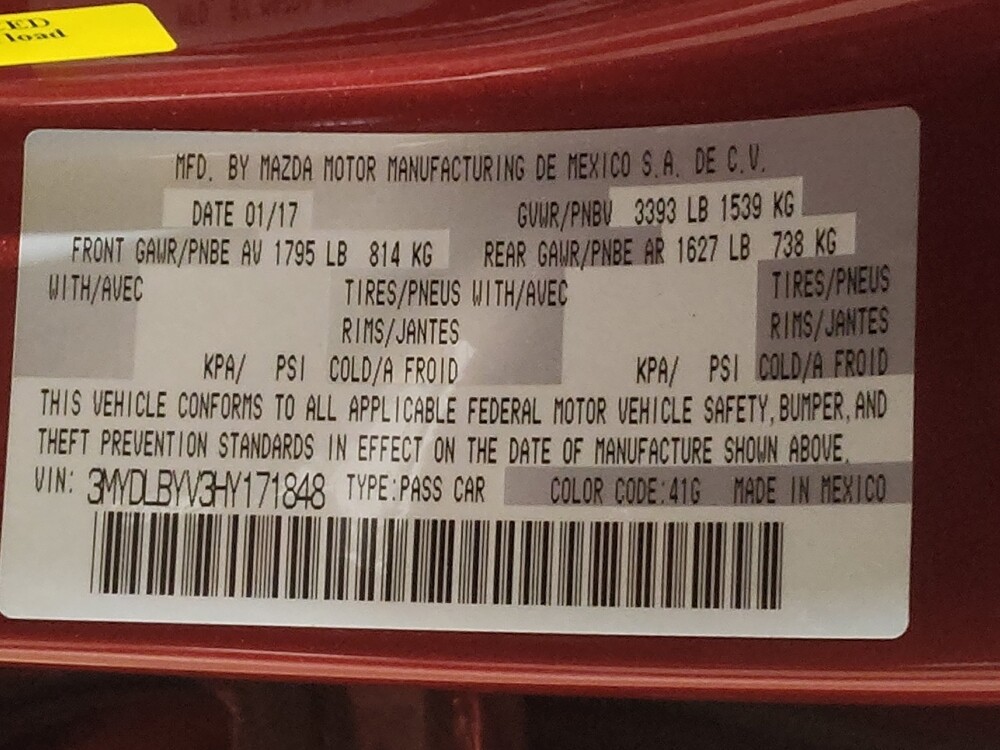 ED
load
MFD. BY MAZDA MOTOR MANUFACTURING DE MEXICO S.A. DE C.V.
DATE 01/17 GVWR/PNBV 3393 LB 1539 KG
FRONT GAWR/PNBE AV 1795 LB 814 KG REAR GAWR/PNBE AR 1627 LB 738 KG
WITH/AVEC TIRES/PNEUS WITH/AVEC TIRES/PNEUS
RIMS/JANTES RIMS/JANTES
KPA/ PSI COLD/A FROID KPA/ PSI COLD/A FROID
THIS VEHICLE CONFORMS TO ALL APPLICABLE FEDERAL MOTOR VEHICLE SAFETY, BUMPER, AND
THEFT PREVENTION STANDARDS IN EFFECT ON THE DATE OF MANUFACTURE SHOWN ABOVE.
VIN: 3MYDLBYV3HY171848 TYPE:PASS CAR COLOR CODE:41G MADE IN MEXICO